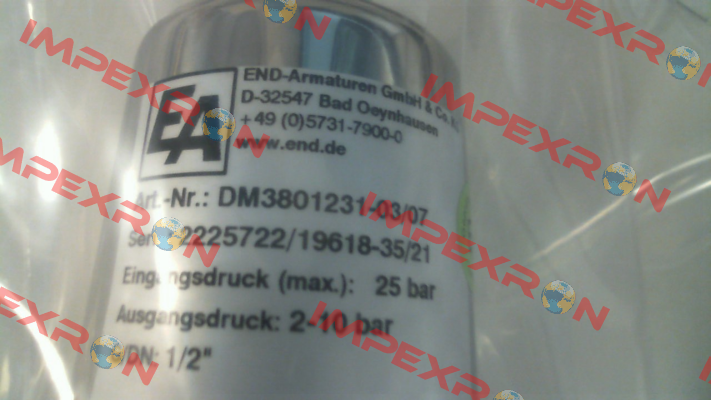 END-Armaturen GmbH & Co.
D-32547 Bad Oeynhausen
+49 (0)5731-7900-0
www.end.de
EA
Art.-Nr.: DM3801231-03/07
2225722/19618-35/21
Eingangsdruck (max.): 25 bar
Ausgangsdruck: 2-10 bar
/DN: 1/2"
IMPEXRON
IMPEXRON
IMPEXRON
IMPEXRON
IMPEXRON
IMPEXRON